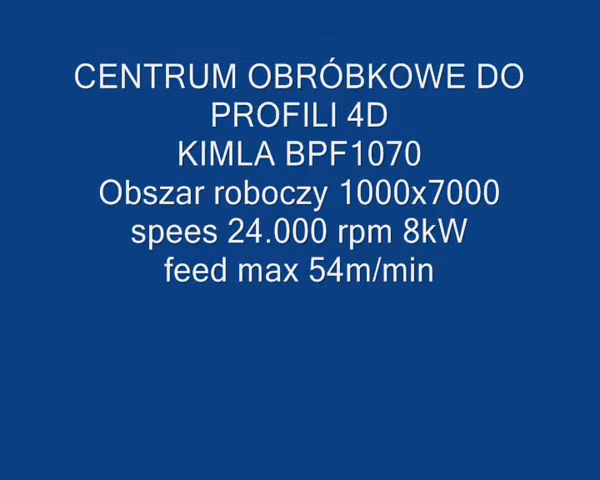 CENTRUM OBRÓBKOWE DO
PROFILI 4D
KIMLA BPF1070
Obszar roboczy 1000x7000
spees 24.000 rpm 8kW
feed max 54m/min